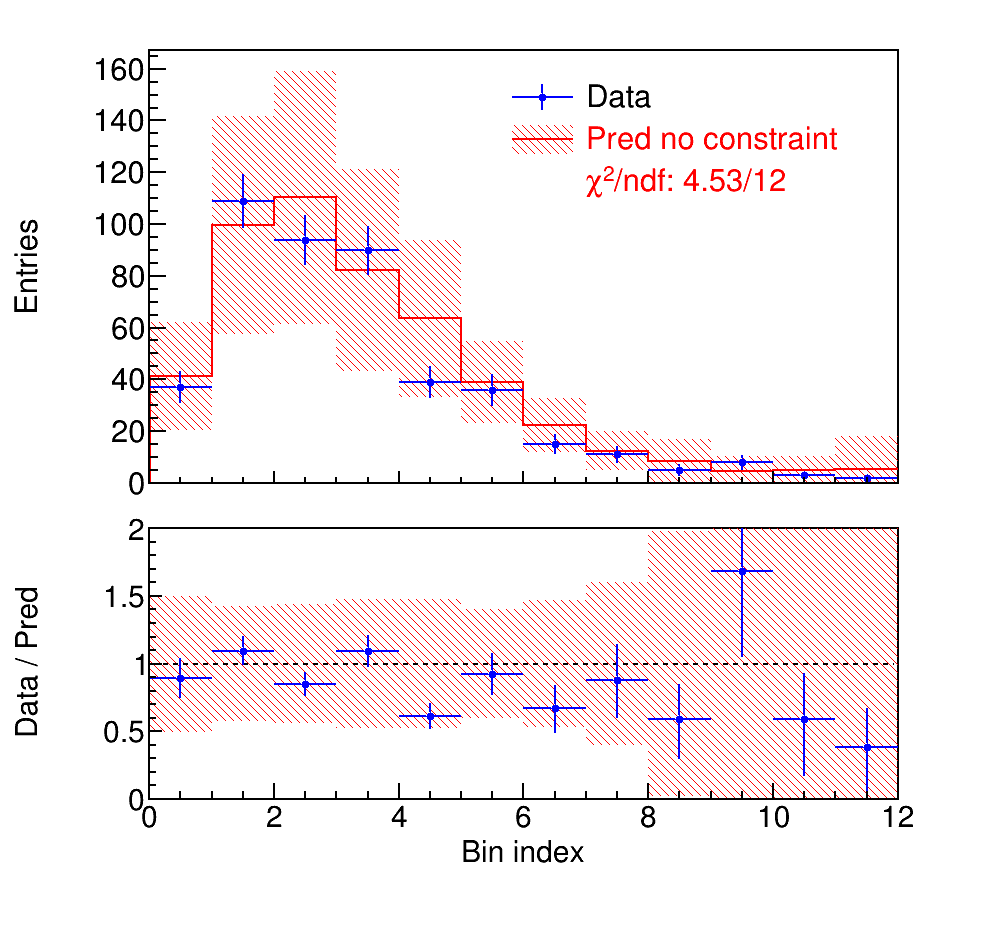 160
140
120
100
80
60
40
20
0
Entries
Data
Pred no constraint
χ²/ndf: 4.53/12
2
1.5
1
0.5
0
Data / Pred
0 2 4 6 8 10 12
Bin index